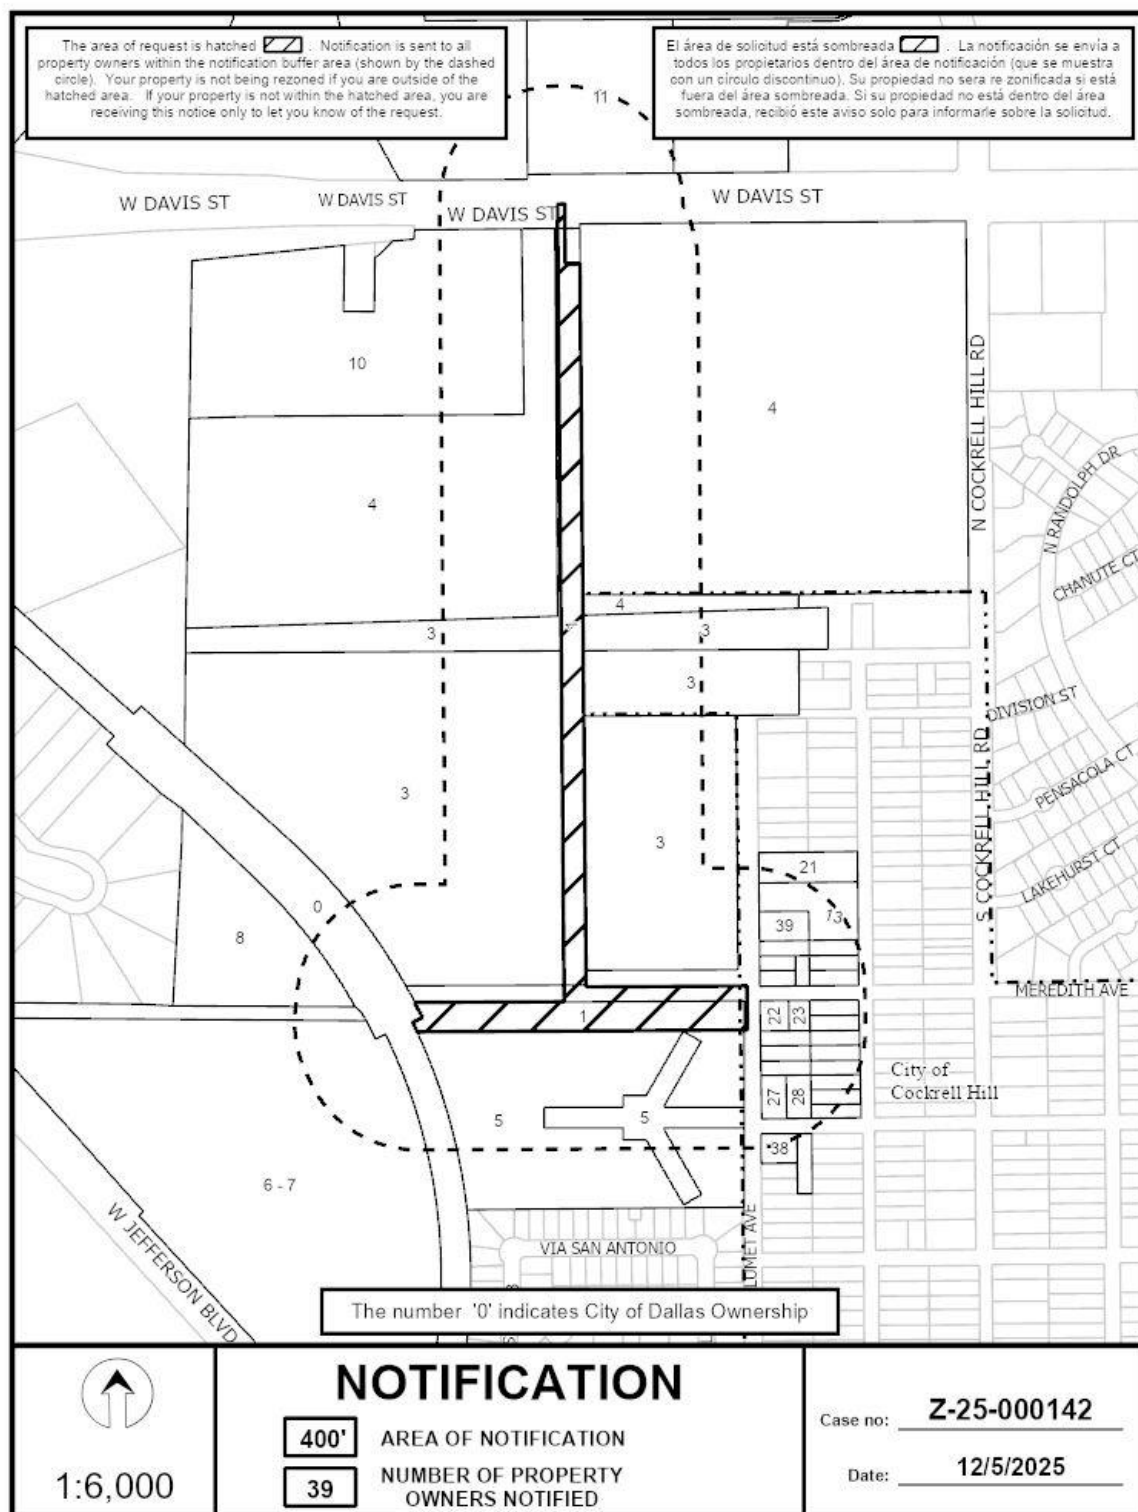 The area of request is hatched . Notification is sent to all
property owners within the notification buffer area (shown by the dashed
circle). Your property is not being rezoned if you are outside of the
hatched area. If your property is not within the hatched area, you are
receiving this notice only to let you know of the request.
El área de solicitud está sombreada . La notificación se envía a
todos los propietarios dentro del área de notificación (que se muestra
con un círculo discontinuo). Su propiedad no sera re zonificada si está
fuera del área sombreada. Si su propiedad no está dentro del área
sombreada, recibió este aviso solo para informarle sobre la solicitud.
11
W DAVIS ST
W DAVIS ST
W DAVIS ST
W DAVIS ST
10
4
4
N COCKRELL HILL RD
N RANDOLPH DR
CHANUTE CT
4
3
3
3
DIVISION ST
S COCKRELL HILL RD
PENSACOLA CT
3
3
21
LAKEHURST CT
0
13
39
8
MEREDITH AVE
1
22
23
City of
Cockrell Hill
27
28
5
5
38
6 - 7
W JEFFERSON BLVD
VIA SAN ANTONIO
LUMET AVE
The number '0' indicates City of Dallas Ownership
1:6,000
NOTIFICATION
400' AREA OF NOTIFICATION
39 NUMBER OF PROPERTY
OWNERS NOTIFIED
Case no: Z-25-000142
Date: 12/5/2025